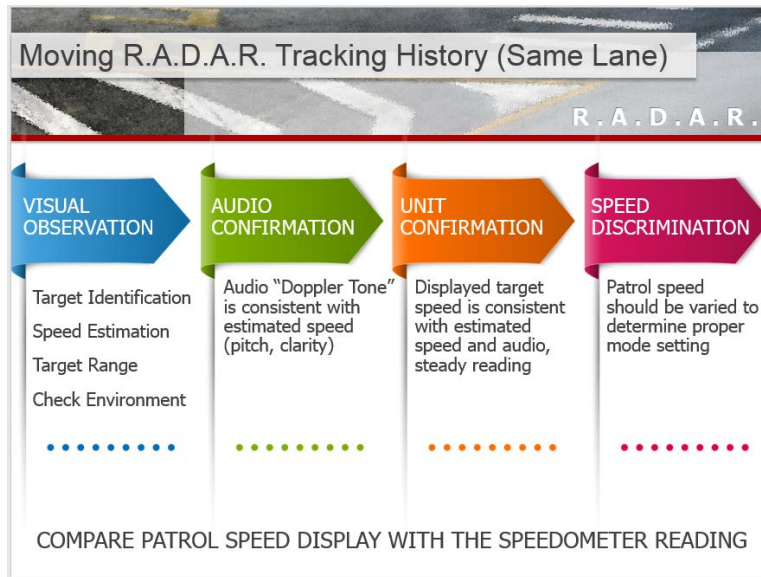 Moving R.A.D.A.R. Tracking History (Same Lane)
R.A.D.A.R.
VISUAL
OBSERVATION
Target Identification
Speed Estimation
Target Range
Check Environment
AUDIO
CONFIRMATION
Audio “Doppler Tone”
is consistent with
estimated speed
(pitch, clarity)
UNIT
CONFIRMATION
Displayed target
speed is consistent
with estimated
speed and audio,
steady reading
SPEED
DISCRIMINATION
Patrol speed
should be varied to
determine proper
mode setting
COMPARE PATROL SPEED DISPLAY WITH THE SPEEDOMETER READING